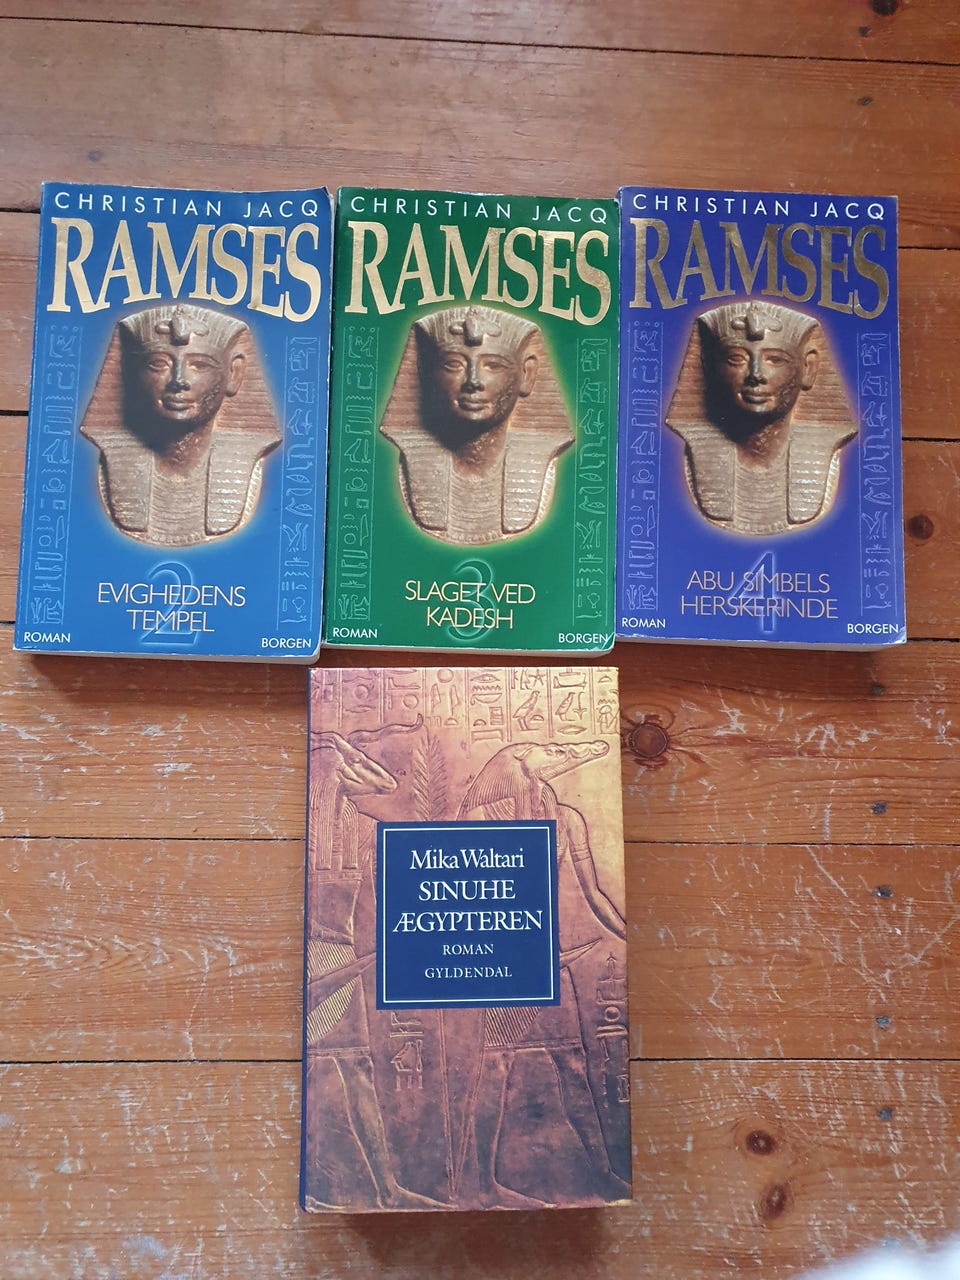 CHRISTIAN JACQ
RAMSES
2
EVIGHEDENS
TEMPEL
ROMAN
BORGEN
CHRISTIAN JACQ
RAMSES
3
SLAGET VED
KADESH
ROMAN
BORGEN
CHRISTIAN JACQ
RAMSES
4
ABU SIMBELS
HERSKERINDE
ROMAN
BORGEN
Mika Waltari
SINUHE
ÆGYPTEREN
ROMAN
GYLDENDAL